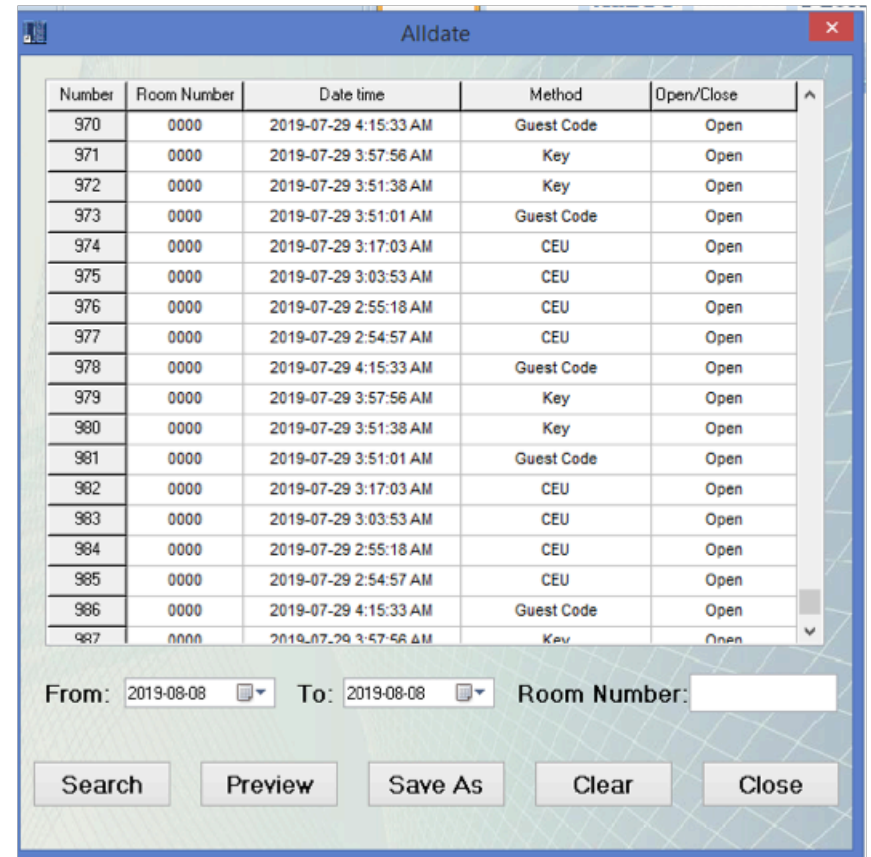 Alldate
Number Room Number Date time Method Open/Close
970 0000 2019-07-29 4:15:33 AM Guest Code Open
971 0000 2019-07-29 3:57:56 AM Key Open
972 0000 2019-07-29 3:51:38 AM Key Open
973 0000 2019-07-29 3:51:01 AM Guest Code Open
974 0000 2019-07-29 3:17:03 AM CEU Open
975 0000 2019-07-29 3:03:53 AM CEU Open
976 0000 2019-07-29 2:55:18 AM CEU Open
977 0000 2019-07-29 2:54:57 AM CEU Open
978 0000 2019-07-29 4:15:33 AM Guest Code Open
979 0000 2019-07-29 3:57:56 AM Key Open
980 0000 2019-07-29 3:51:38 AM Key Open
981 0000 2019-07-29 3:51:01 AM Guest Code Open
982 0000 2019-07-29 3:17:03 AM CEU Open
983 0000 2019-07-29 3:03:53 AM CEU Open
984 0000 2019-07-29 2:55:18 AM CEU Open
985 0000 2019-07-29 2:54:57 AM CEU Open
986 0000 2019-07-29 4:15:33 AM Guest Code Open
987 0000 2019-07-29 3:57:56 AM Key Open
From: 2019-08-08 To: 2019-08-08 Room Number:
Search Preview Save As Clear Close